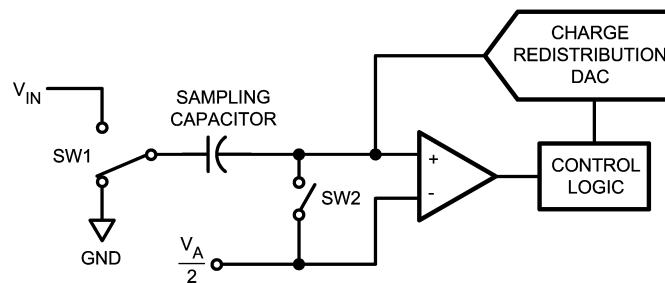 CHARGE
REDISTRIBUTION
DAC
V_IN
SAMPLING
CAPACITOR
SW1
+
-
CONTROL
LOGIC
SW2
GND
V_A
2